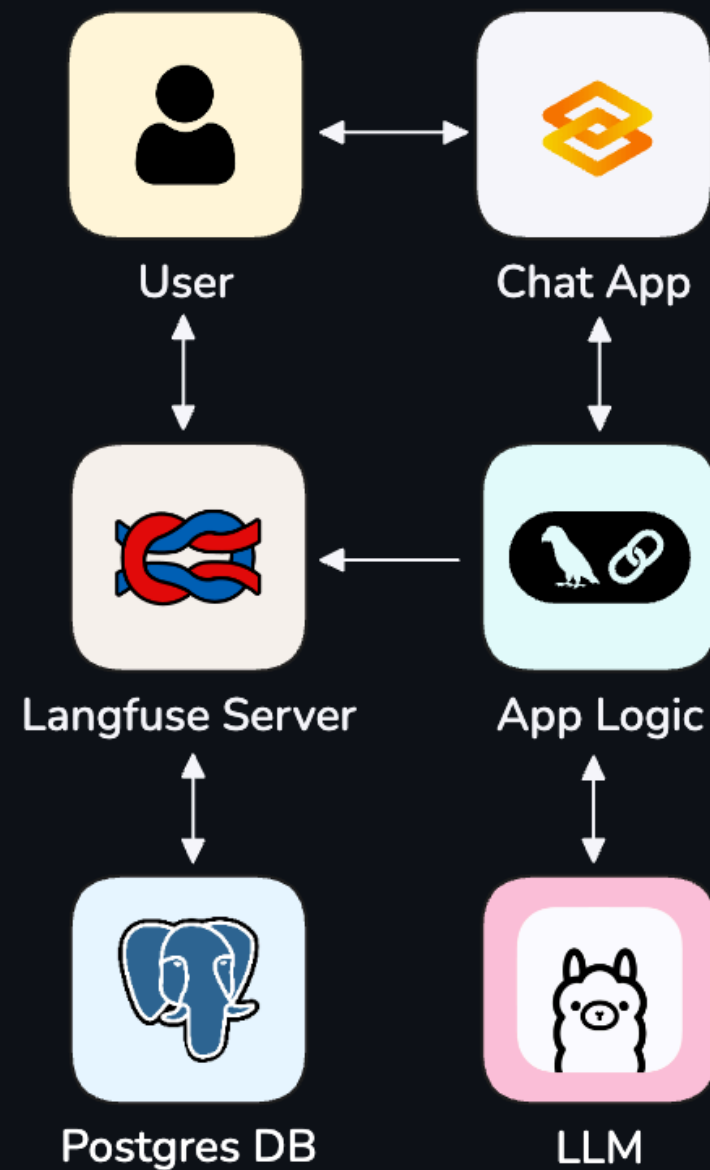 User
Chat App
Langfuse Server
App Logic
Postgres DB
LLM